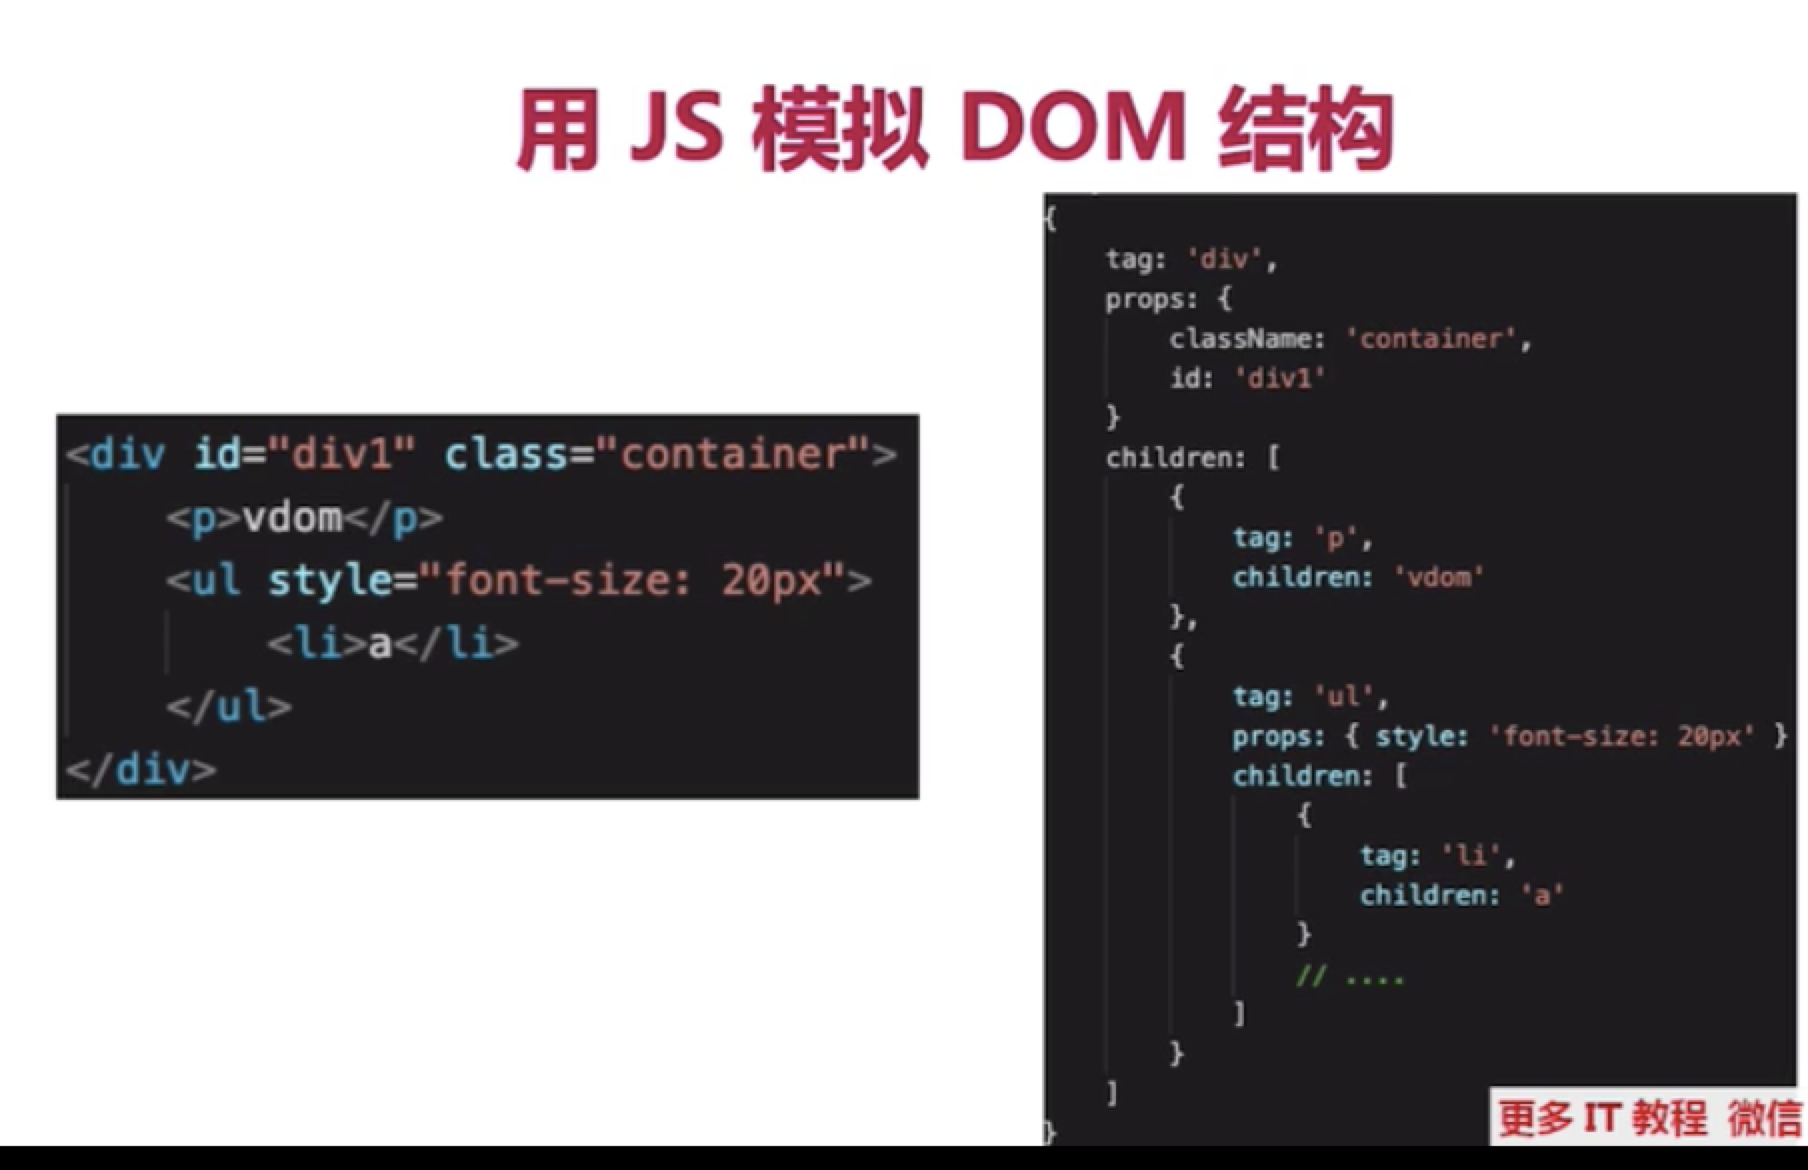 用 JS 模拟 DOM 结构
<div id="div1" class="container">
<p>vdom</p>
<ul style="font-size: 20px">
<li>a</li>
</ul>
</div>
{
tag: 'div',
props: {
className: 'container',
id: 'div1'
}
children: [
{
tag: 'p',
children: 'vdom'
},
{
tag: 'ul',
props: { style: 'font-size: 20px' }
children: [
{
tag: 'li',
children: 'a'
}
// ....
]
}
]
}
更多 IT 教程 微信